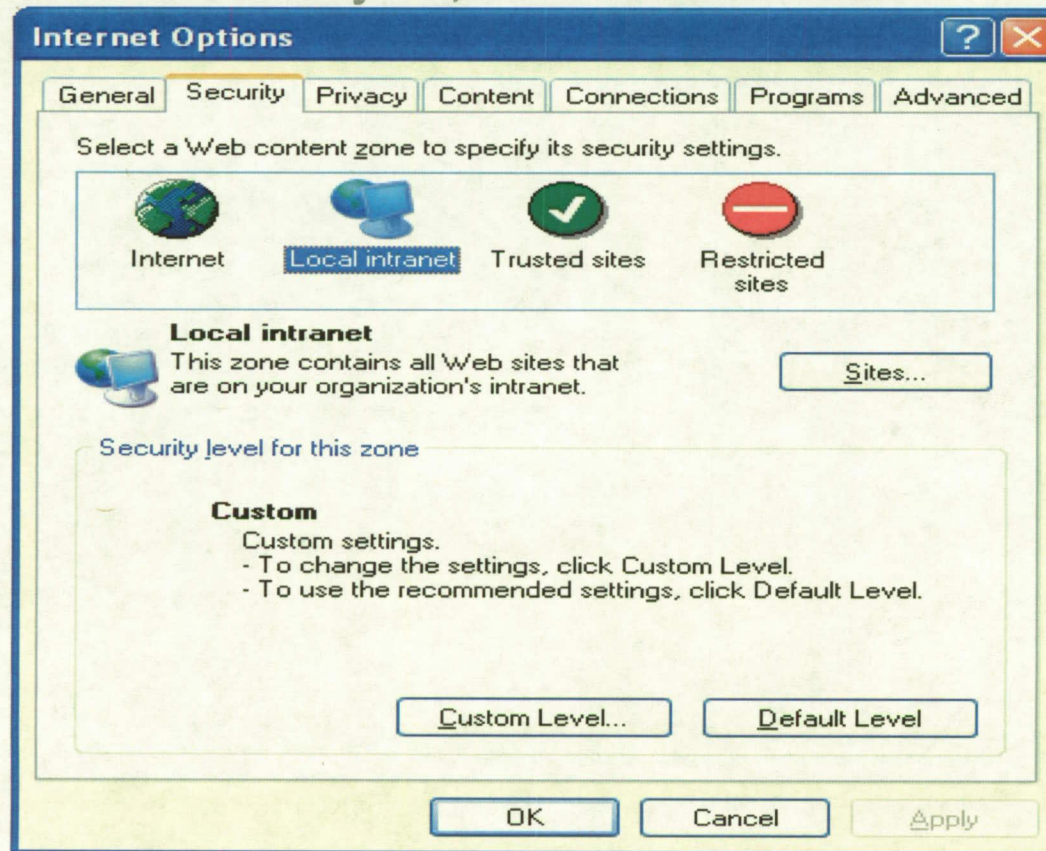 Internet Options
General Security Privacy Content Connections Programs Advanced
Select a Web content zone to specify its security settings.
Internet Local intranet Trusted sites Restricted sites
Local intranet
This zone contains all Web sites that
are on your organization's intranet.
Sites...
Security level for this zone
Custom
Custom settings.
- To change the settings, click Custom Level.
- To use the recommended settings, click Default Level.
Custom Level... Default Level
OK Cancel Apply